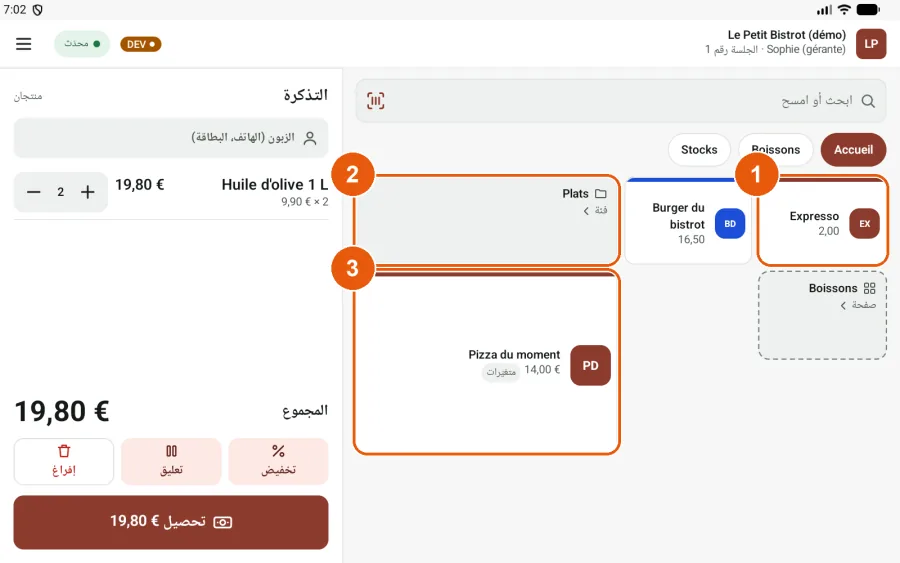 7:02
محدّث
DEV
Le Petit Bistrot (démo)
الجلسة رقم 1 · Sophie (gérante)
LP
التذكرة
منتجان
الزبون (الهاتف، البطاقة)
Huile d'olive 1 L
19,80 €
2
9,90 € × 2
المجموع
19,80 €
تخفيض
تعليق
إفراغ
تحصيل 19,80 €
ابحث أو امسح
Accueil
Boissons
Stocks
1
Expresso
2,00
EX
Burger du bistrot
16,50
BD
2
Plats
فئة
Boissons
صفحة
3
Pizza du moment
14,00 €
متغيّرات
PD